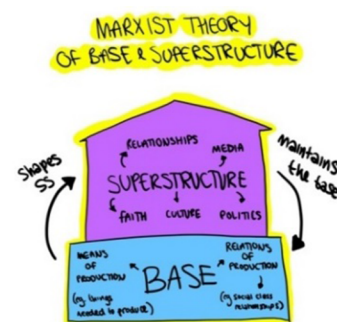 MARXIST THEORY
OF BASE & SUPERSTRUCTURE
RELATIONSHIPS
MEDIA
SUPERSTRUCTURE
FAITH
CULTURE
POLITICS
shapes
ss
maintains
the base
MEANS
OF
PRODUCTION
(eg things
needed to produce)
BASE
RELATIONS
OF PRODUCTION
(eg social class
relationships)